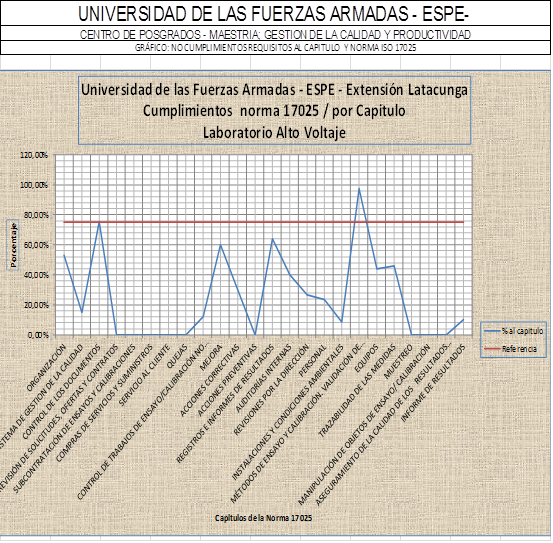 UNIVERSIDAD DE LAS FUERZAS ARMADAS - ESPE-
CENTRO DE POSGRADOS - MAESTRIA: GESTION DE LA CALIDAD Y PRODUCTIVIDAD
GRÁFICO: NO CUMPLIMIENTOS REQUISITOS AL CAPITULO Y NORMA ISO 17025
Universidad de las Fuerzas Armadas - ESPE - Extensión Latacunga
Cumplimientos norma 17025 / por Capitulo
Laboratorio Alto Voltaje
120,00%
100,00%
80,00%
60,00%
40,00%
20,00%
0,00%
Porcentaje
ORGANIZACIÓN
SISTEMA DE GESTIÓN DE LA CALIDAD
CONTROL DE LOS DOCUMENTOS
REVISIÓN DE SOLICITUDES, OFERTAS Y CONTRATOS
SUBCONTRATACIÓN DE ENSAYOS Y CALIBRACIONES
COMPRAS DE SERVICIOS Y SUMINISTROS
SERVICIO AL CLIENTE
QUEJAS
CONTROL DE TRABAJOS DE ENSAYO/CALIBRACIÓN NO...
MEJORA
ACCIONES CORRECTIVAS
ACCIONES PREVENTIVAS
REGISTROS E INFORMES DE RESULTADOS
AUDITORIAS INTERNAS
REVISIONES POR LA DIRECCIÓN
PERSONAL
INSTALACIONES Y CONDICIONES AMBIENTALES
MÉTODOS DE ENSAYO Y CALIBRACIÓN, VALIDACIÓN DE...
EQUIPOS
TRAZABILIDAD DE LAS MEDIDAS
MUESTREO
MANIPULACIÓN DE OBJETOS DE ENSAYO / CALIBRACIÓN
ASEGURAMIENTO DE LA CALIDAD DE LOS RESULTADOS...
INFORME DE RESULTADOS
Capítulos de la Norma 17025
% al capitulo
Referencia